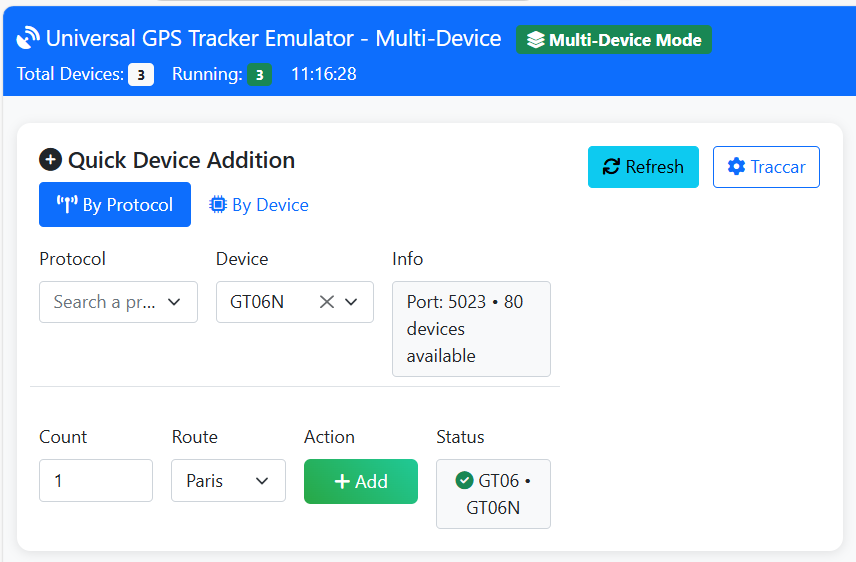 Universal GPS Tracker Emulator - Multi-Device Multi-Device Mode
Total Devices: 3 Running: 3 11:16:28
Quick Device Addition
Refresh Traccar
By Protocol By Device
Protocol Device Info
Search a pr... GT06N Port: 5023 • 80
devices
available
Count Route Action Status
1 Paris + Add GT06 •
GT06N